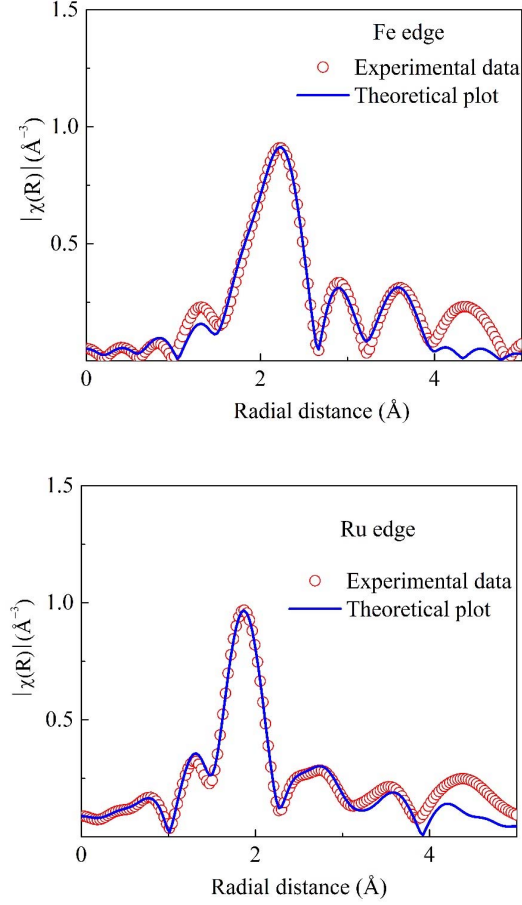 1.5
Fe edge
Experimental data
Theoretical plot
1.0
|χ(R)|(Å⁻³)
0.5
0 2 4
Radial distance (Å)
1.5
Ru edge
Experimental data
Theoretical plot
1.0
|χ(R)|(Å⁻³)
0.5
0 2 4
Radial distance (Å)